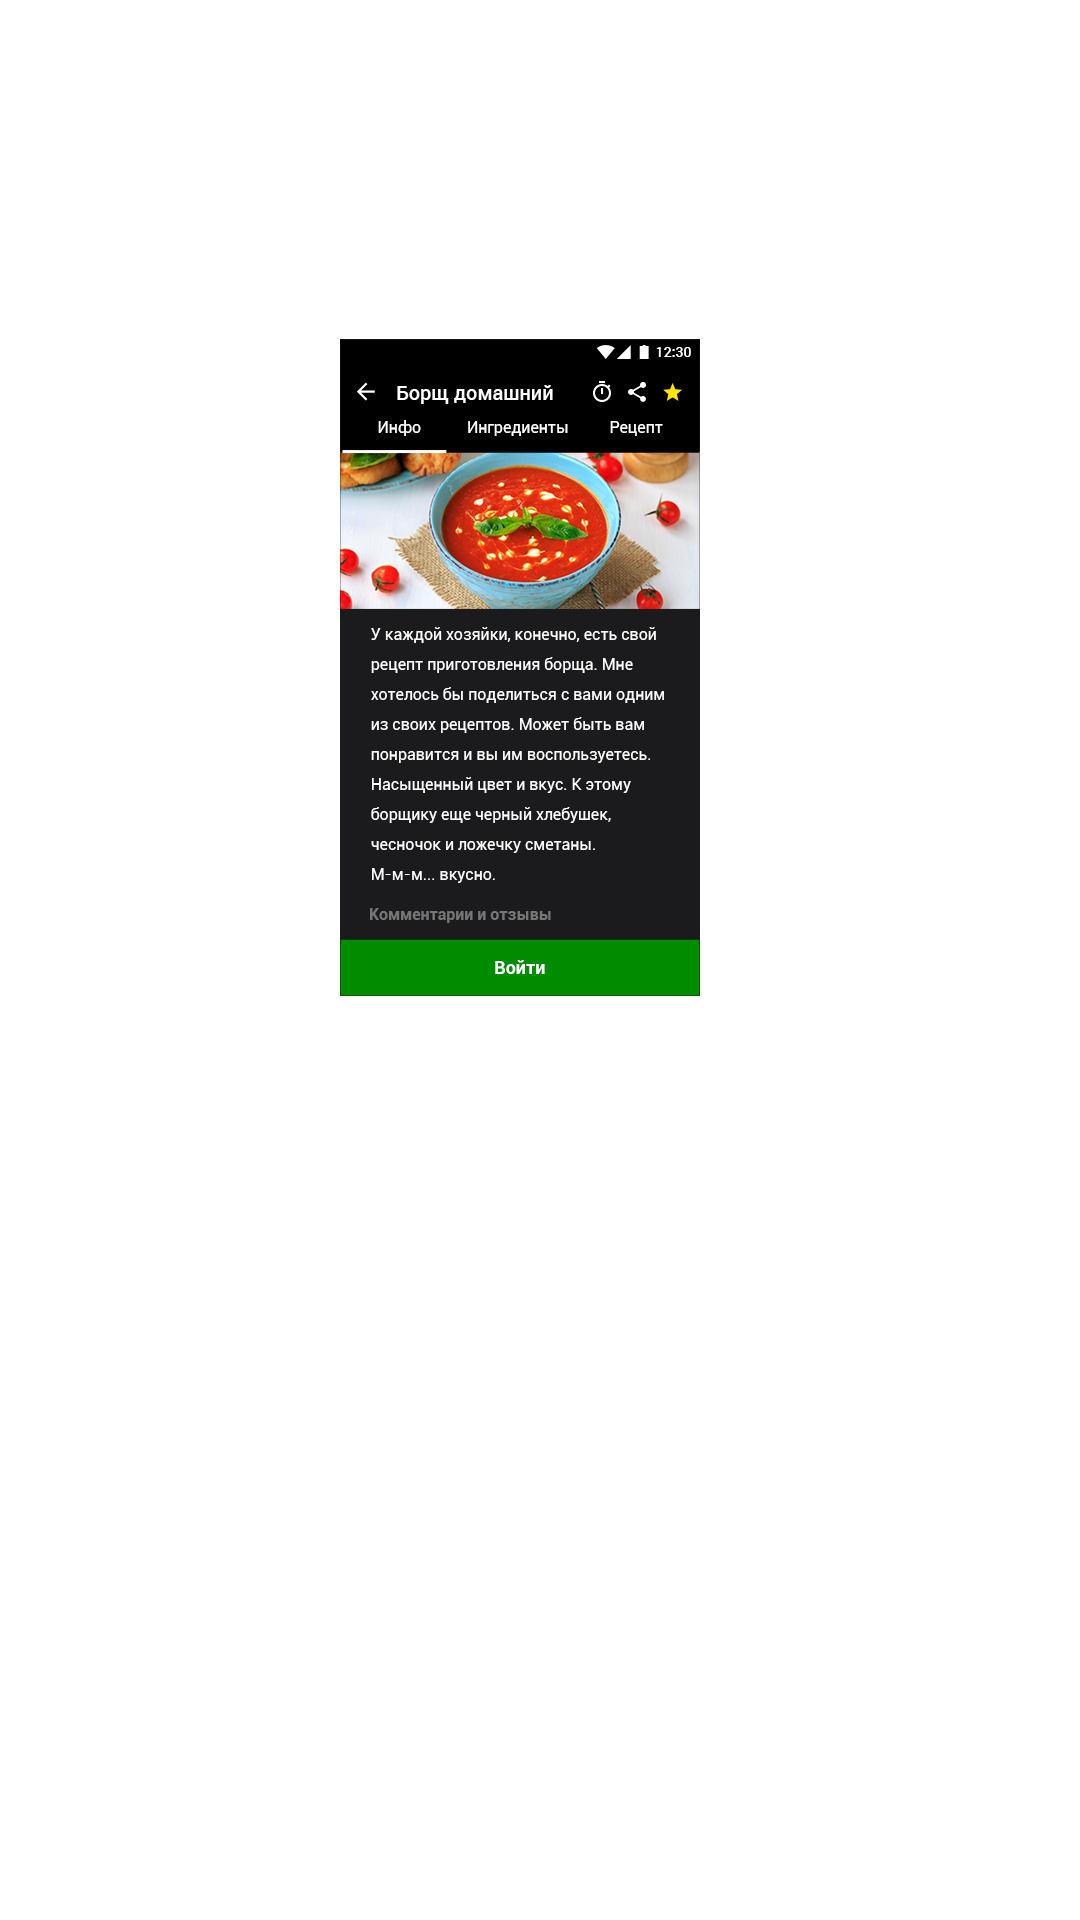 12:30
Борщ домашний
Инфо Ингредиенты Рецепт
У каждой хозяйки, конечно, есть свой
рецепт приготовления борща. Мне
хотелось бы поделиться с вами одним
из своих рецептов. Может быть вам
понравится и вы им воспользуетесь.
Насыщенный цвет и вкус. К этому
борщику еще черный хлебушек,
чесночок и ложечку сметаны.
М-м-м... вкусно.
Комментарии и отзывы
Войти